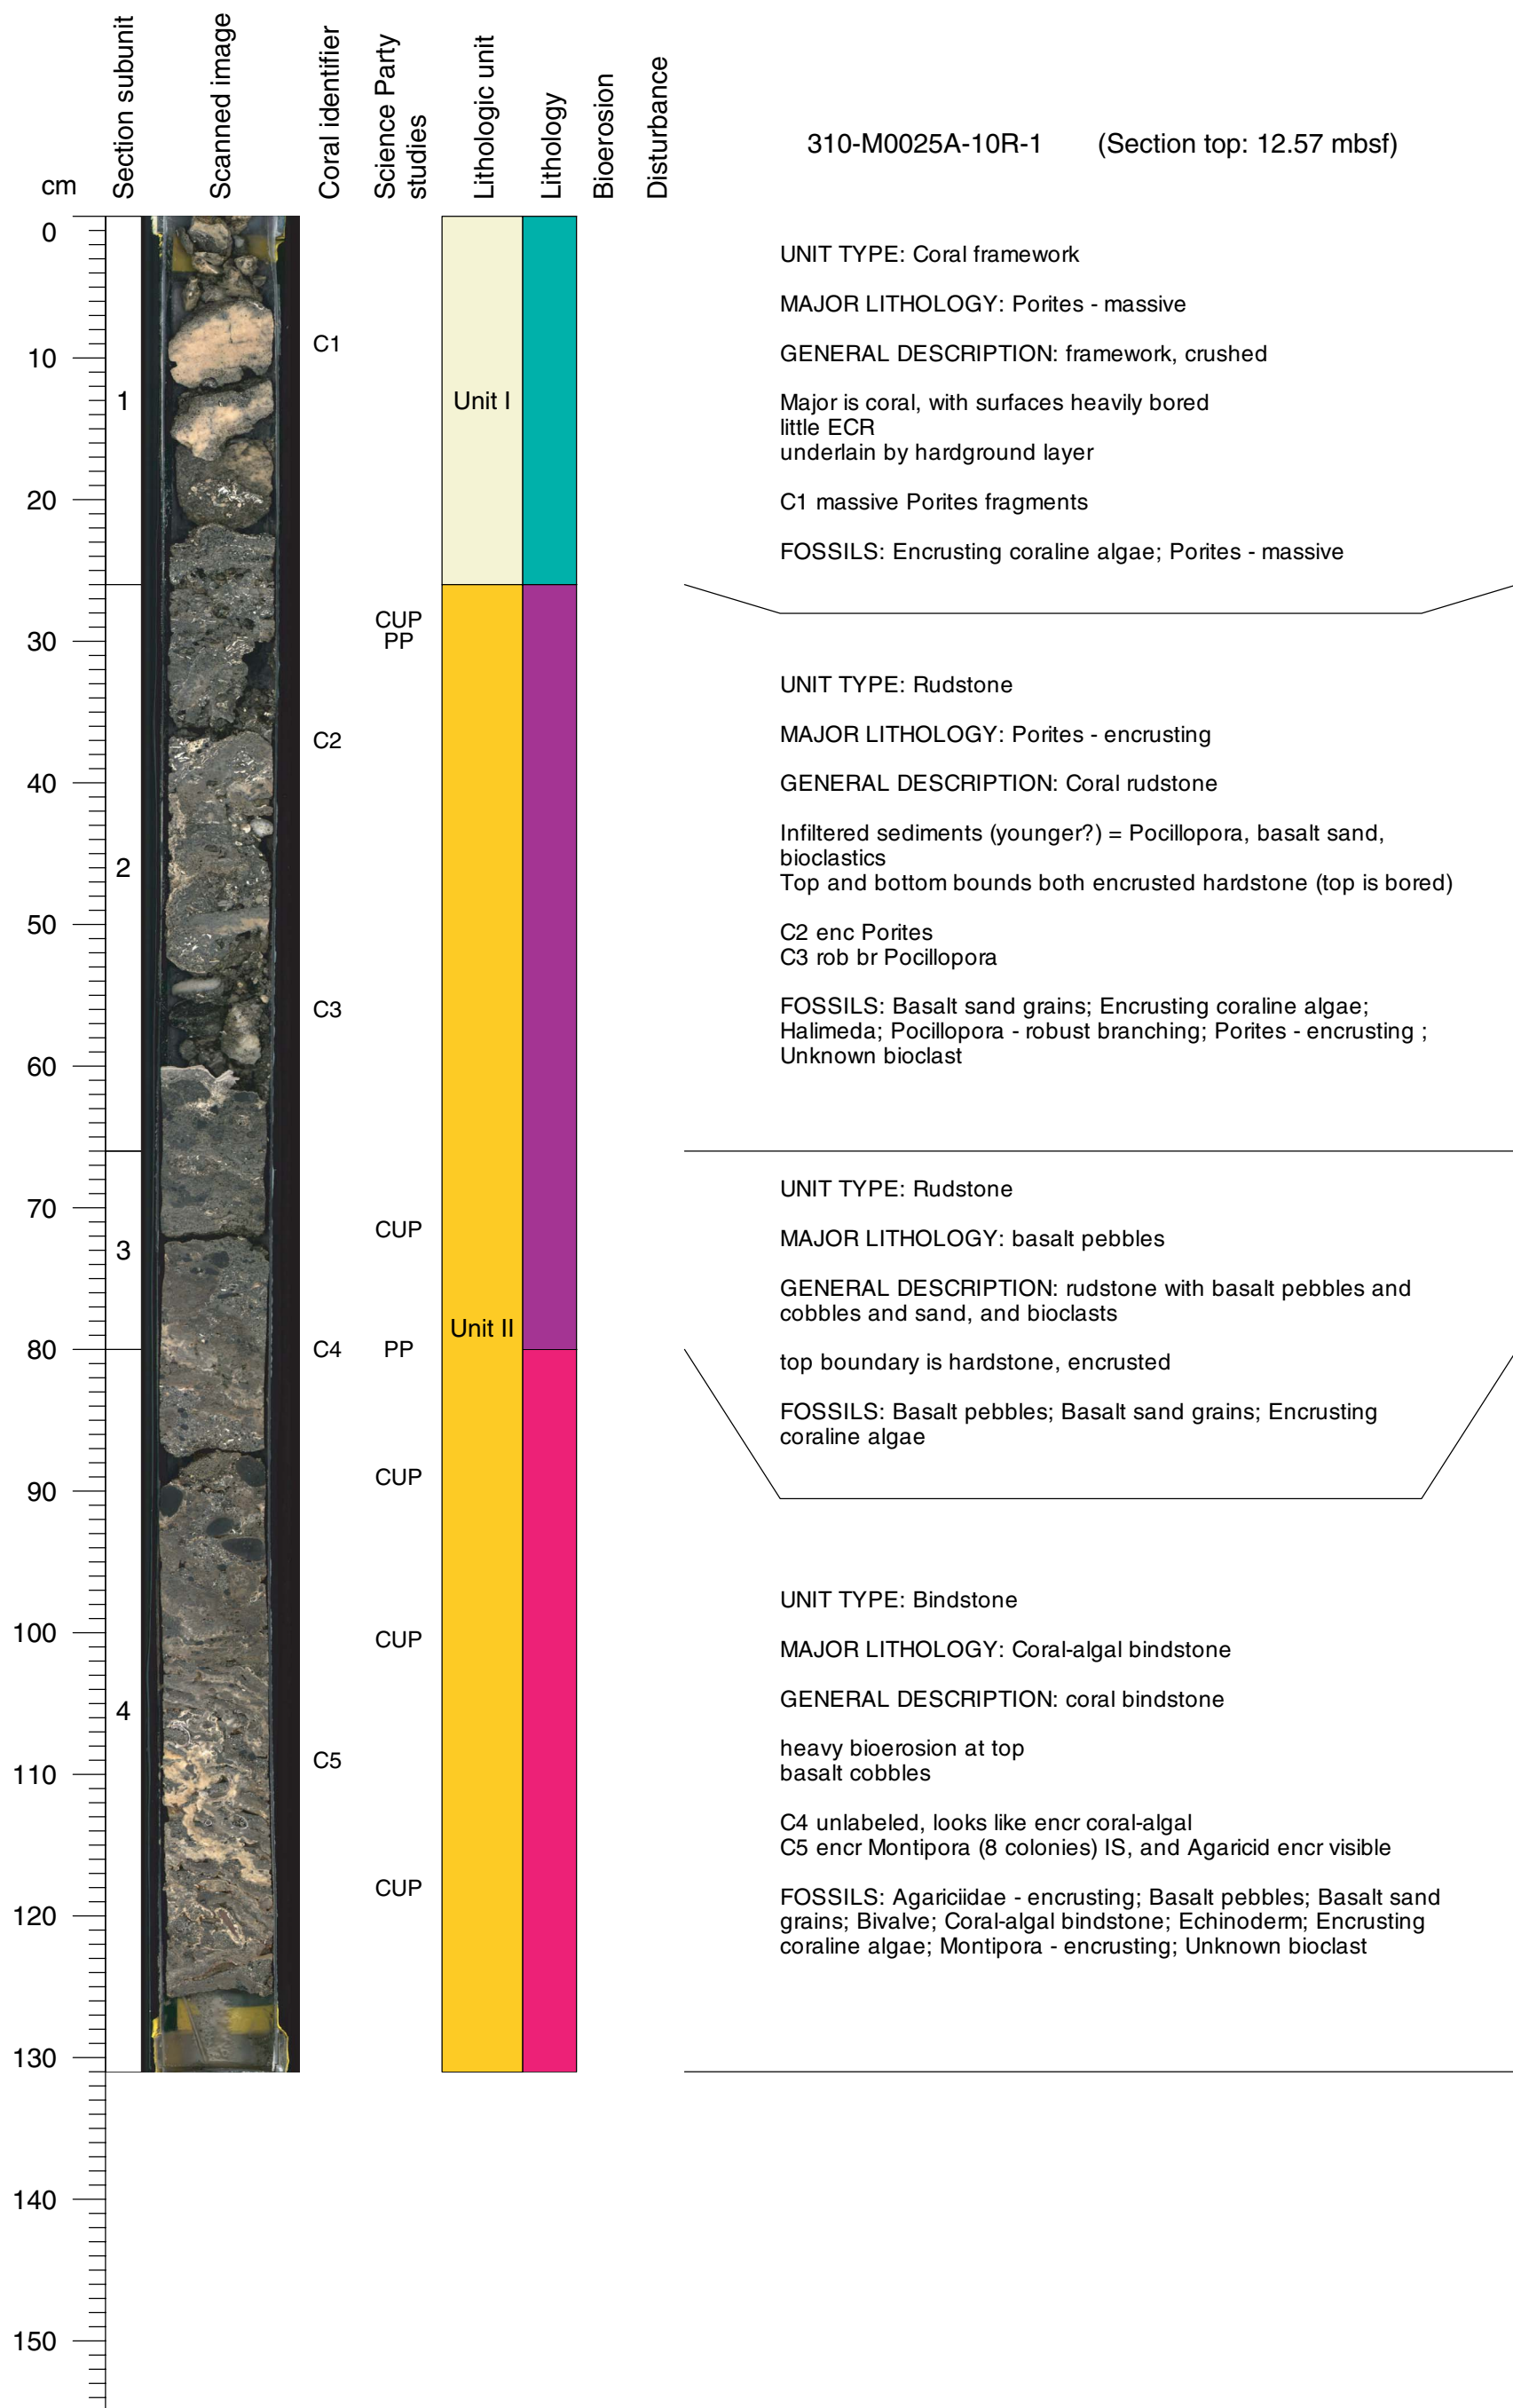 cm
Section subunit
Scanned image
Coral identifier
Science Party
studies
Lithologic unit
Lithology
Bioerosion
Disturbance
310-M0025A-10R-1 (Section top: 12.57 mbsf)
0
10
20
30
40
50
60
70
80
90
100
110
120
130
140
150
1
2
3
4
C1
C2
C3
C4
C5
CUP
PP
CUP
PP
CUP
CUP
CUP
Unit I
Unit II
UNIT TYPE: Coral framework
MAJOR LITHOLOGY: Porites - massive
GENERAL DESCRIPTION: framework, crushed
Major is coral, with surfaces heavily bored
little ECR
underlain by hardground layer
C1 massive Porites fragments
FOSSILS: Encrusting coraline algae; Porites - massive
UNIT TYPE: Rudstone
MAJOR LITHOLOGY: Porites - encrusting
GENERAL DESCRIPTION: Coral rudstone
Infiltered sediments (younger?) = Pocillopora, basalt sand,
bioclastics
Top and bottom bounds both encrusted hardstone (top is bored)
C2 enc Porites
C3 rob br Pocillopora
FOSSILS: Basalt sand grains; Encrusting coraline algae;
Halimeda; Pocillopora - robust branching; Porites - encrusting ;
Unknown bioclast
UNIT TYPE: Rudstone
MAJOR LITHOLOGY: basalt pebbles
GENERAL DESCRIPTION: rudstone with basalt pebbles and
cobbles and sand, and bioclasts
top boundary is hardstone, encrusted
FOSSILS: Basalt pebbles; Basalt sand grains; Encrusting
coraline algae
UNIT TYPE: Bindstone
MAJOR LITHOLOGY: Coral-algal bindstone
GENERAL DESCRIPTION: coral bindstone
heavy bioerosion at top
basalt cobbles
C4 unlabeled, looks like encr coral-algal
C5 encr Montipora (8 colonies) IS, and Agaricid encr visible
FOSSILS: Agariciidae - encrusting; Basalt pebbles; Basalt sand
grains; Bivalve; Coral-algal bindstone; Echinoderm; Encrusting
coraline algae; Montipora - encrusting; Unknown bioclast